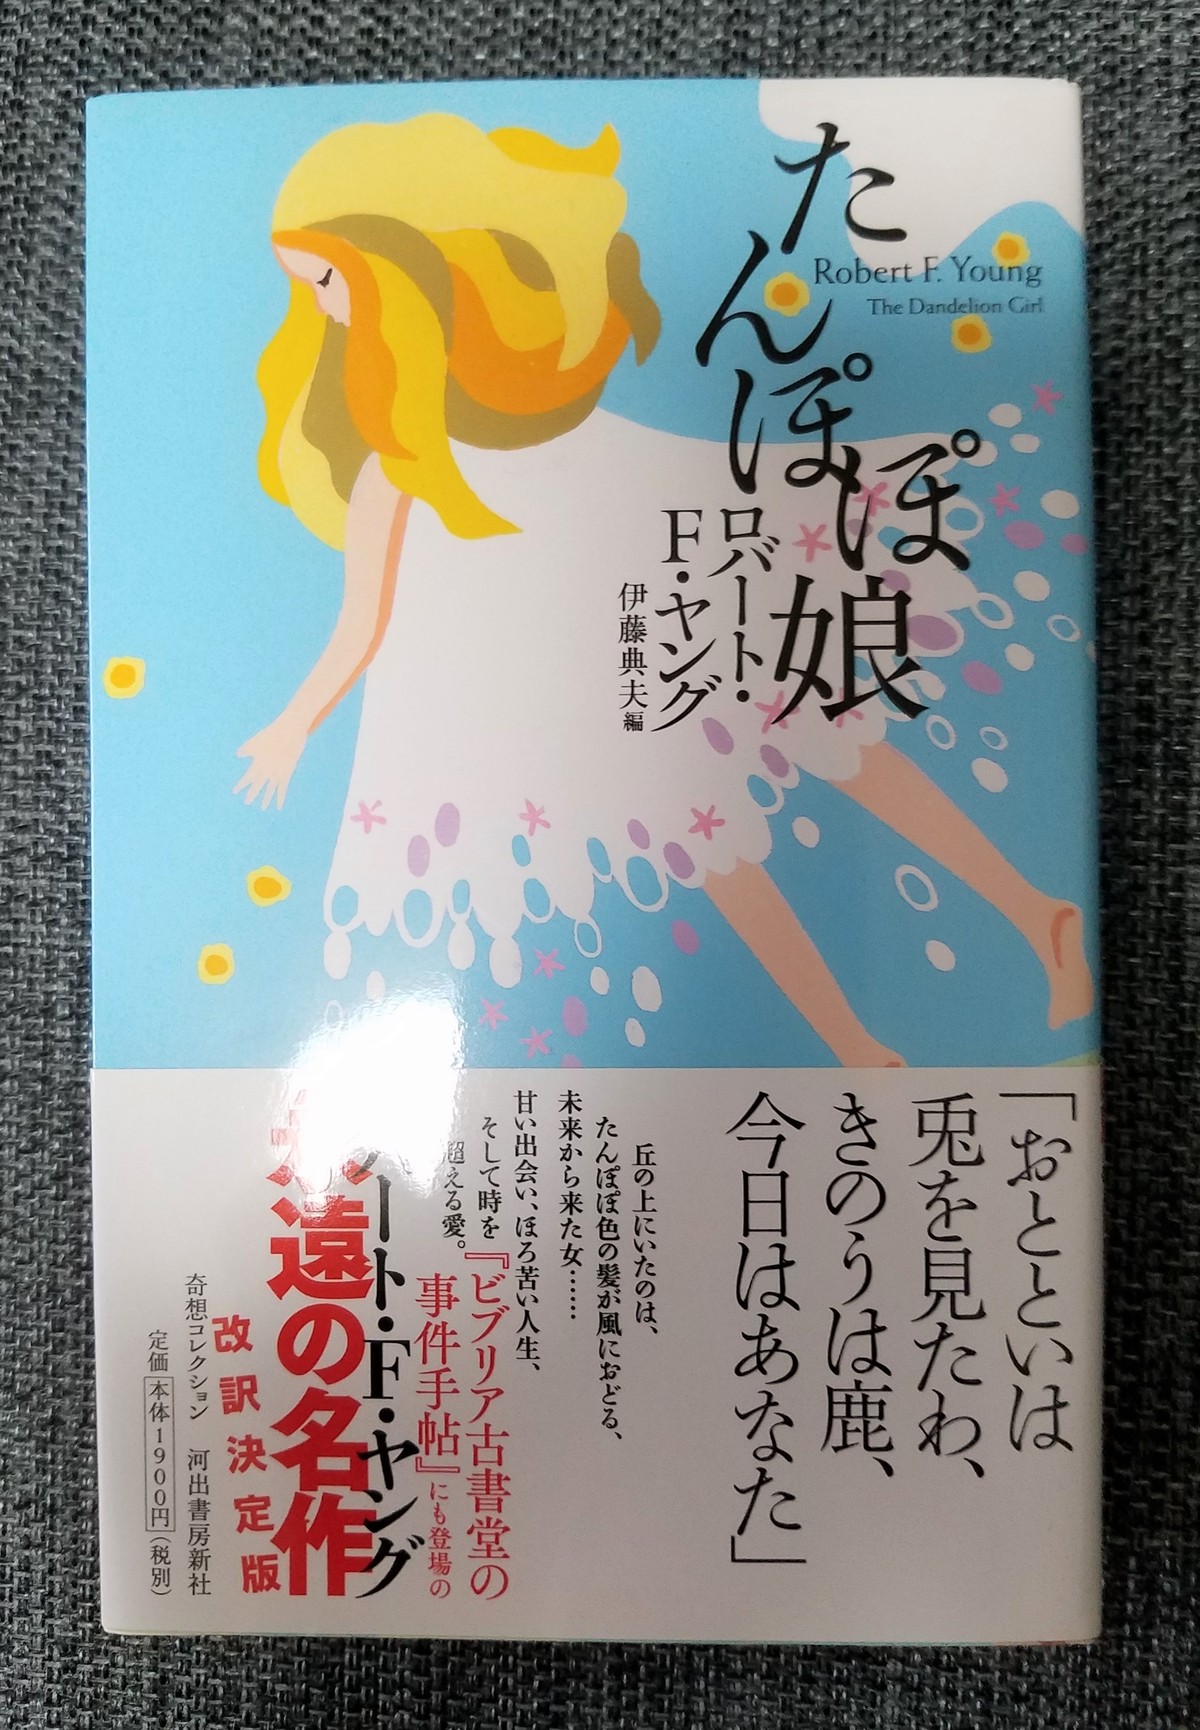 たんぽぽ娘
Robert F. Young
The Dandelion Girl
ロバート・
F・ヤング
伊藤典夫 編
「おとといは
兎を見たわ、
きのうは鹿、
今日はあなた」
丘の上にいたのは、
たんぽぽ色の髪が風におどる、
未来から来た女……
甘い出会い、ほろ苦い人生、
そして時を
超える愛。
『ビブリア古書堂の
事件手帖』にも登場の
ート・F・ヤング
遠の名作
改訳決定版
奇想コレクション 河出書房新社
定価 本体1900円(税別)